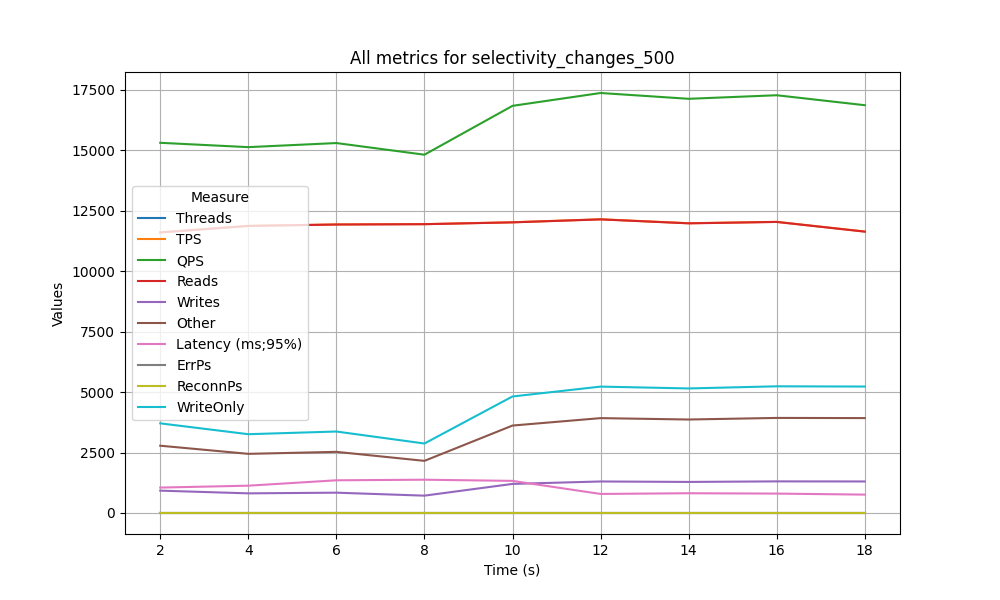 All metrics for selectivity_changes_500
17500
15000
12500
10000
7500
5000
2500
0
Values
Measure
Threads
TPS
QPS
Reads
Writes
Other
Latency (ms;95%)
ErrPs
ReconnPs
WriteOnly
2 4 6 8 10 12 14 16 18
Time (s)